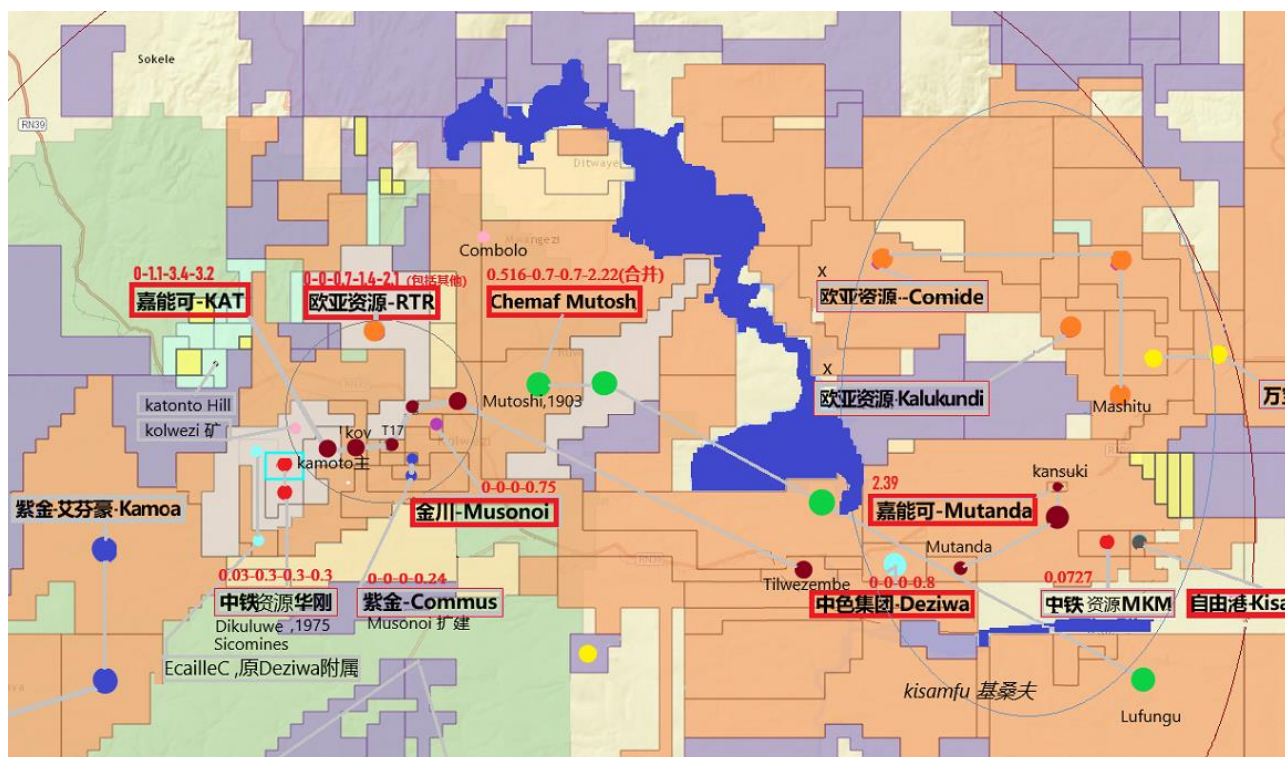 Sokele
RN39
Ditwaye
Mwangezi
Combolo
0-1.1-3.4-3.2
嘉能可-KAT
0-0-0.7-1.4-2.1 (包括其他)
欧亚资源-RTR
0.516-0.7-0.7-2.22(合并)
Chemaf Mutosh
x
欧亚资源--Comide
x
欧亚资源-Kalukundi
Mashitu
katonto Hill
kolwezi 矿
kamoto主
kov
T17
Mutoshi,1903
Kolwezi
紫金-艾芬豪-Kamoa
0-0-0-0.75
金川-Musonoi
2.39
嘉能可-Mutanda
kansuki
Mutanda
RN39
Tilwezembe
0.03-0.3-0.3-0.3
中铁资源华刚
Dikuluwe ,1975
Sicomines
EcailleC ,原Deziwa附属
0-0-0-0.24
紫金-Commus
Musonoi 扩建
0-0-0-0.8
中色集团-Deziwa
0,0727
中铁资源MKM
自由港-Kisa
kisamfu 基桑夫
Lufungu